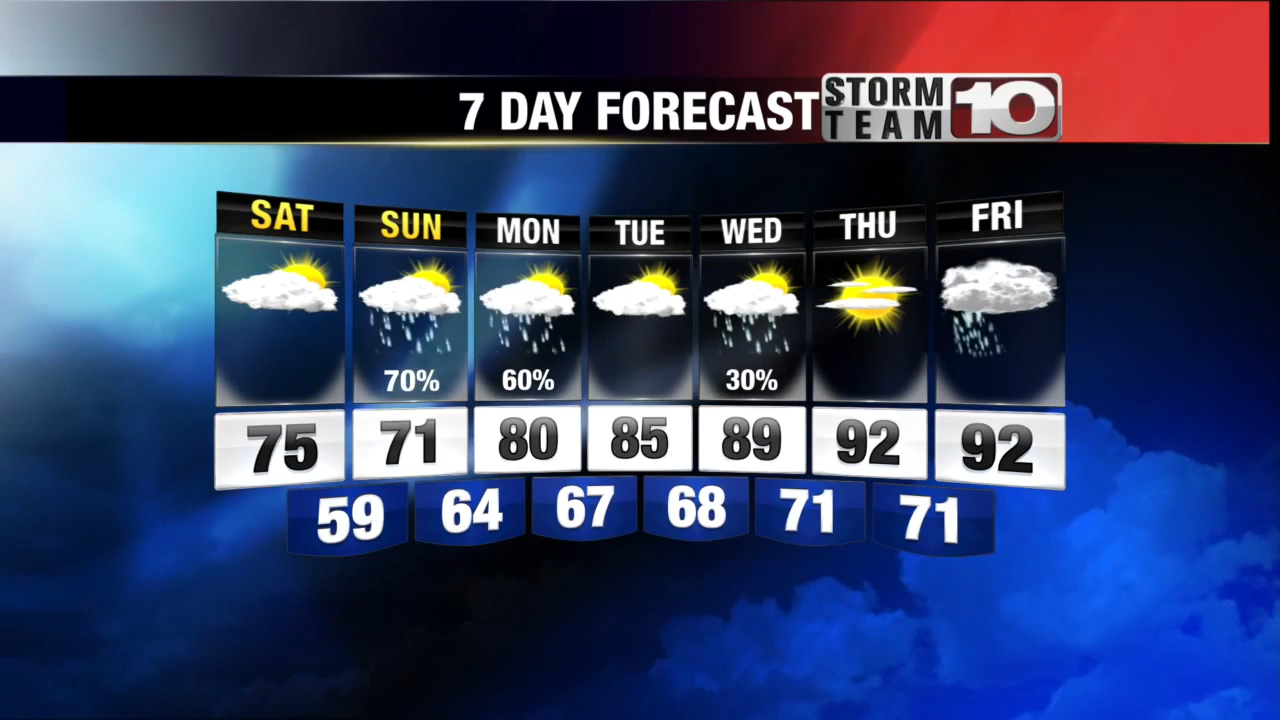 7 DAY FORECAST
STORM TEAM 10
SAT SUN MON TUE WED THU FRI
70% 60% 30%
75 71 80 85 89 92 92
59 64 67 68 71 71